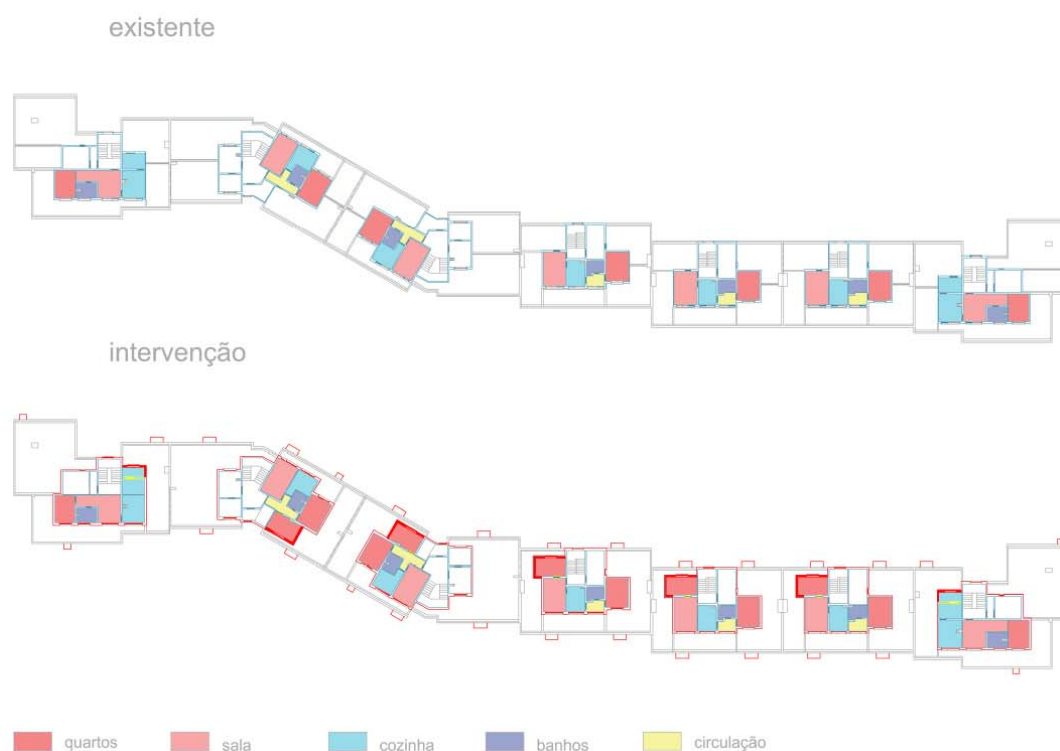 existente
intervenção
quartos
sala
cozinha
banhos
circulação